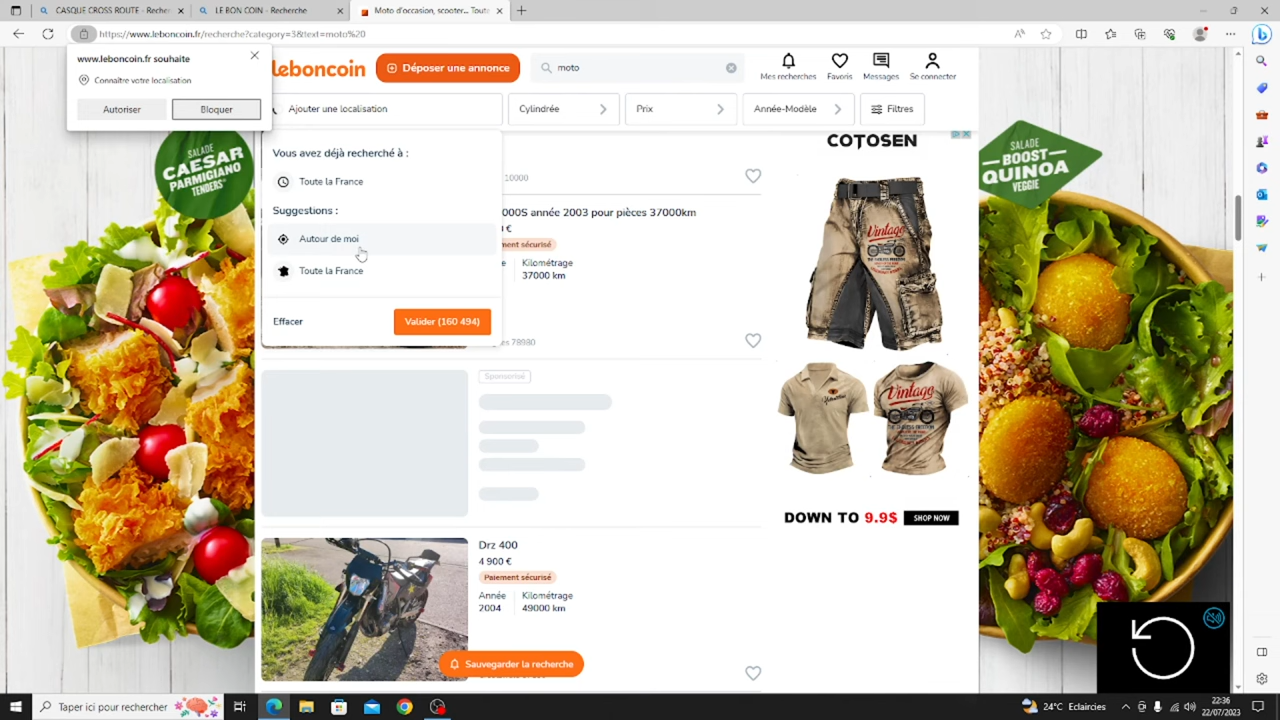 CASQUE CROSS ROUTE - Recherche
LE BON COIN - Recherche
Moto d'occasion, scooter... Toute
https://www.leboncoin.fr/recherche?category=3&text=moto%20
www.leboncoin.fr souhaite
Connaître votre localisation
Autoriser
Bloquer
leboncoin
Déposer une annonce
moto
Mes recherches
Favoris
Messages
Se connecter
Ajouter une localisation
Cylindrée
Prix
Année-Modèle
Filtres
Vous avez déjà recherché à :
Toute la France
Suggestions :
Autour de moi
Toute la France
Effacer
Valider (160 494)
10000
000S année 2003 pour pièces 37000km
€
ment sécurisé
Kilométrage
37000 km
78980
Sponsorisé
Drz 400
4 900 €
Paiement sécurisé
Année
Kilométrage
2004
49000 km
Sauvegarder la recherche
SALADE
CAESAR
PARMIGIANO
TENDERS
COTOSEN
Vintage
Vintage
DOWN TO 9.9$
SHOP NOW
SALADE
BOOST
QUINOA
VEGGIE
Taper ici pour rechercher
24°C Eclaircies
22:36
22/07/2023